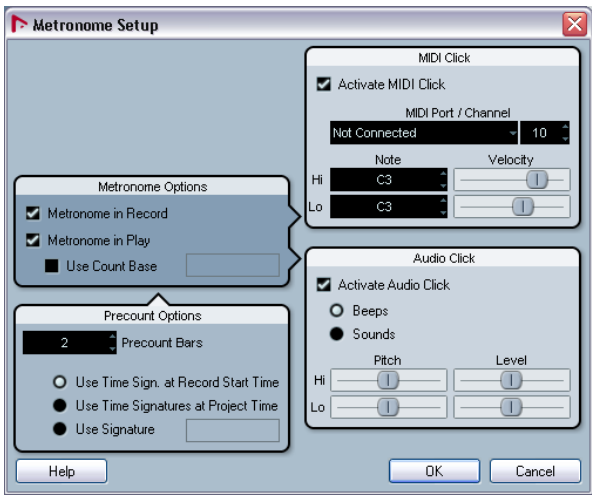 Metronome Setup
MIDI Click
Activate MIDI Click
MIDI Port / Channel
Not Connected 10
Note Velocity
Hi C3
Lo C3
Metronome Options
Metronome in Record
Metronome in Play
Use Count Base
Audio Click
Activate Audio Click
Beeps
Sounds
Pitch Level
Hi
Lo
Precount Options
2 Precount Bars
Use Time Sign. at Record Start Time
Use Time Signatures at Project Time
Use Signature
Help OK Cancel